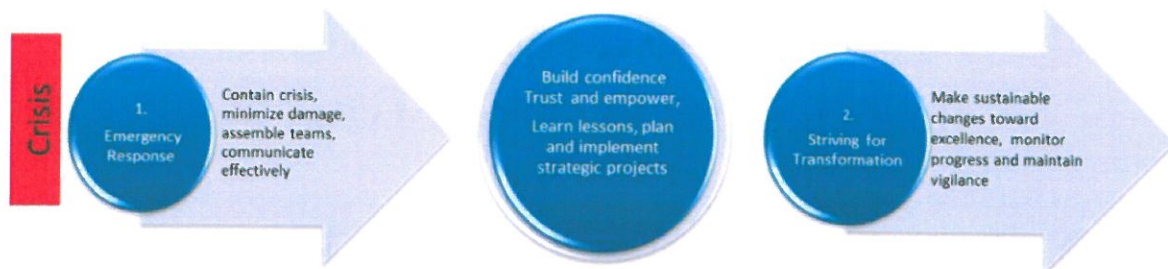 Crisis
1.
Emergency
Response
Contain crisis,
minimize damage,
assemble teams,
communicate
effectively
Build confidence
Trust and empower,
Learn lessons, plan
and implement
strategic projects
2.
Striving for
Transformation
Make sustainable
changes toward
excellence, monitor
progress and maintain
vigilance